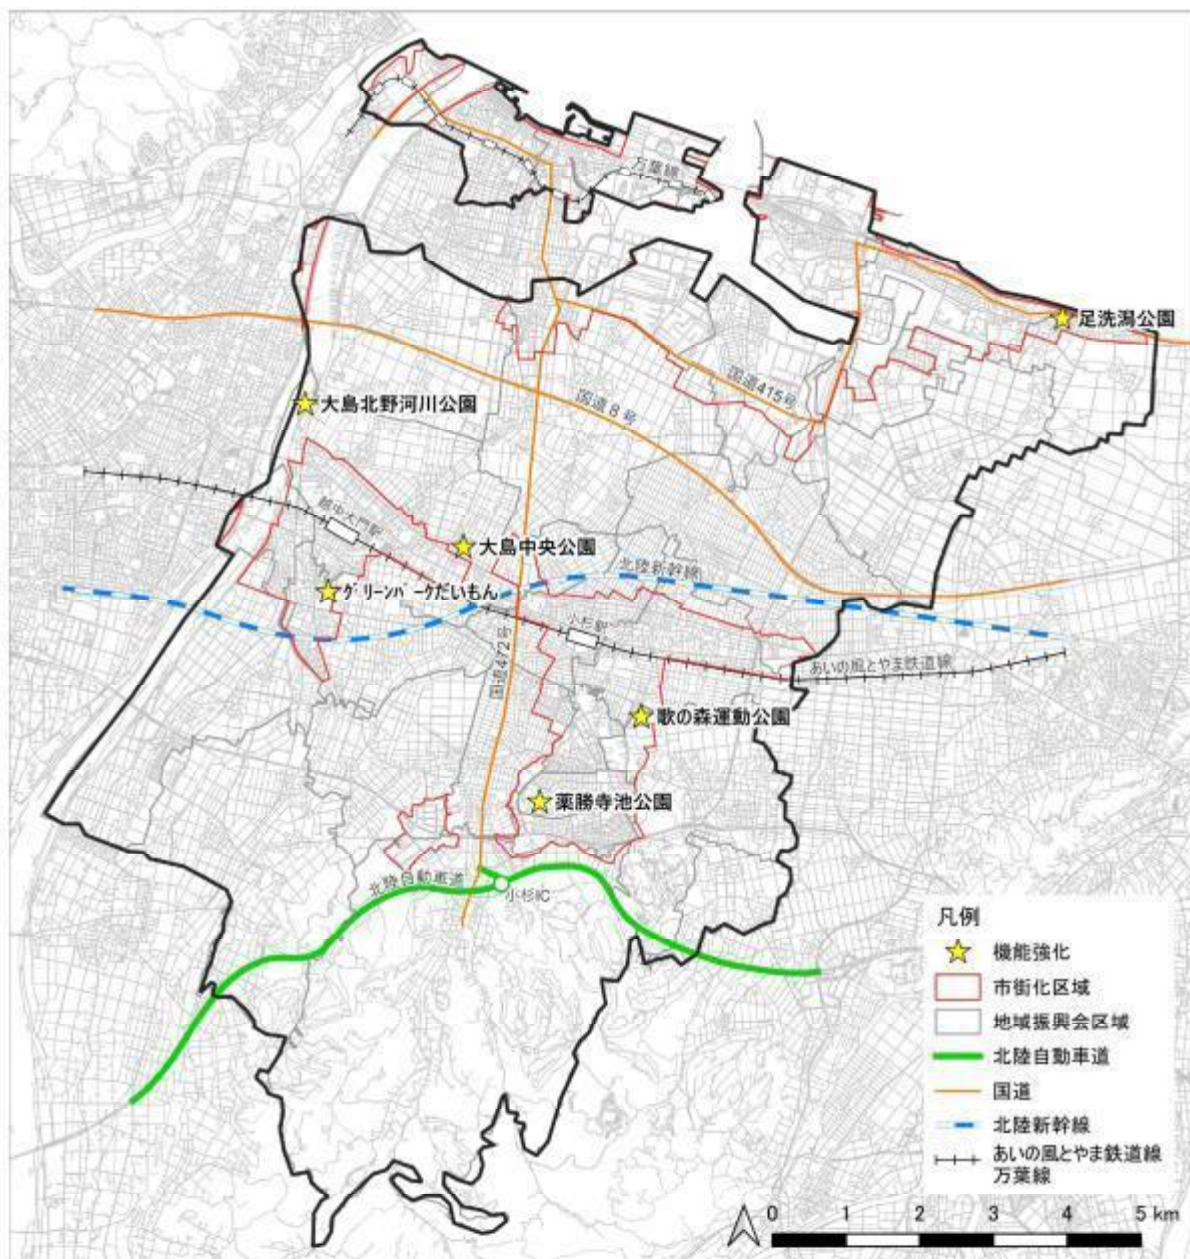 万葉線
足洗潟公園
国道415号
国道8号
大島北野河川公園
越中大門駅
大島中央公園
北陸新幹線
グリーンパークだいもん
小杉駅
国道472号
あいの風とやま鉄道線
歌の森運動公園
薬勝寺池公園
北陸自動車道
小杉IC
凡例
機能強化
市街化区域
地域振興会区域
北陸自動車道
国道
北陸新幹線
あいの風とやま鉄道線
万葉線
0 1 2 3 4 5 km